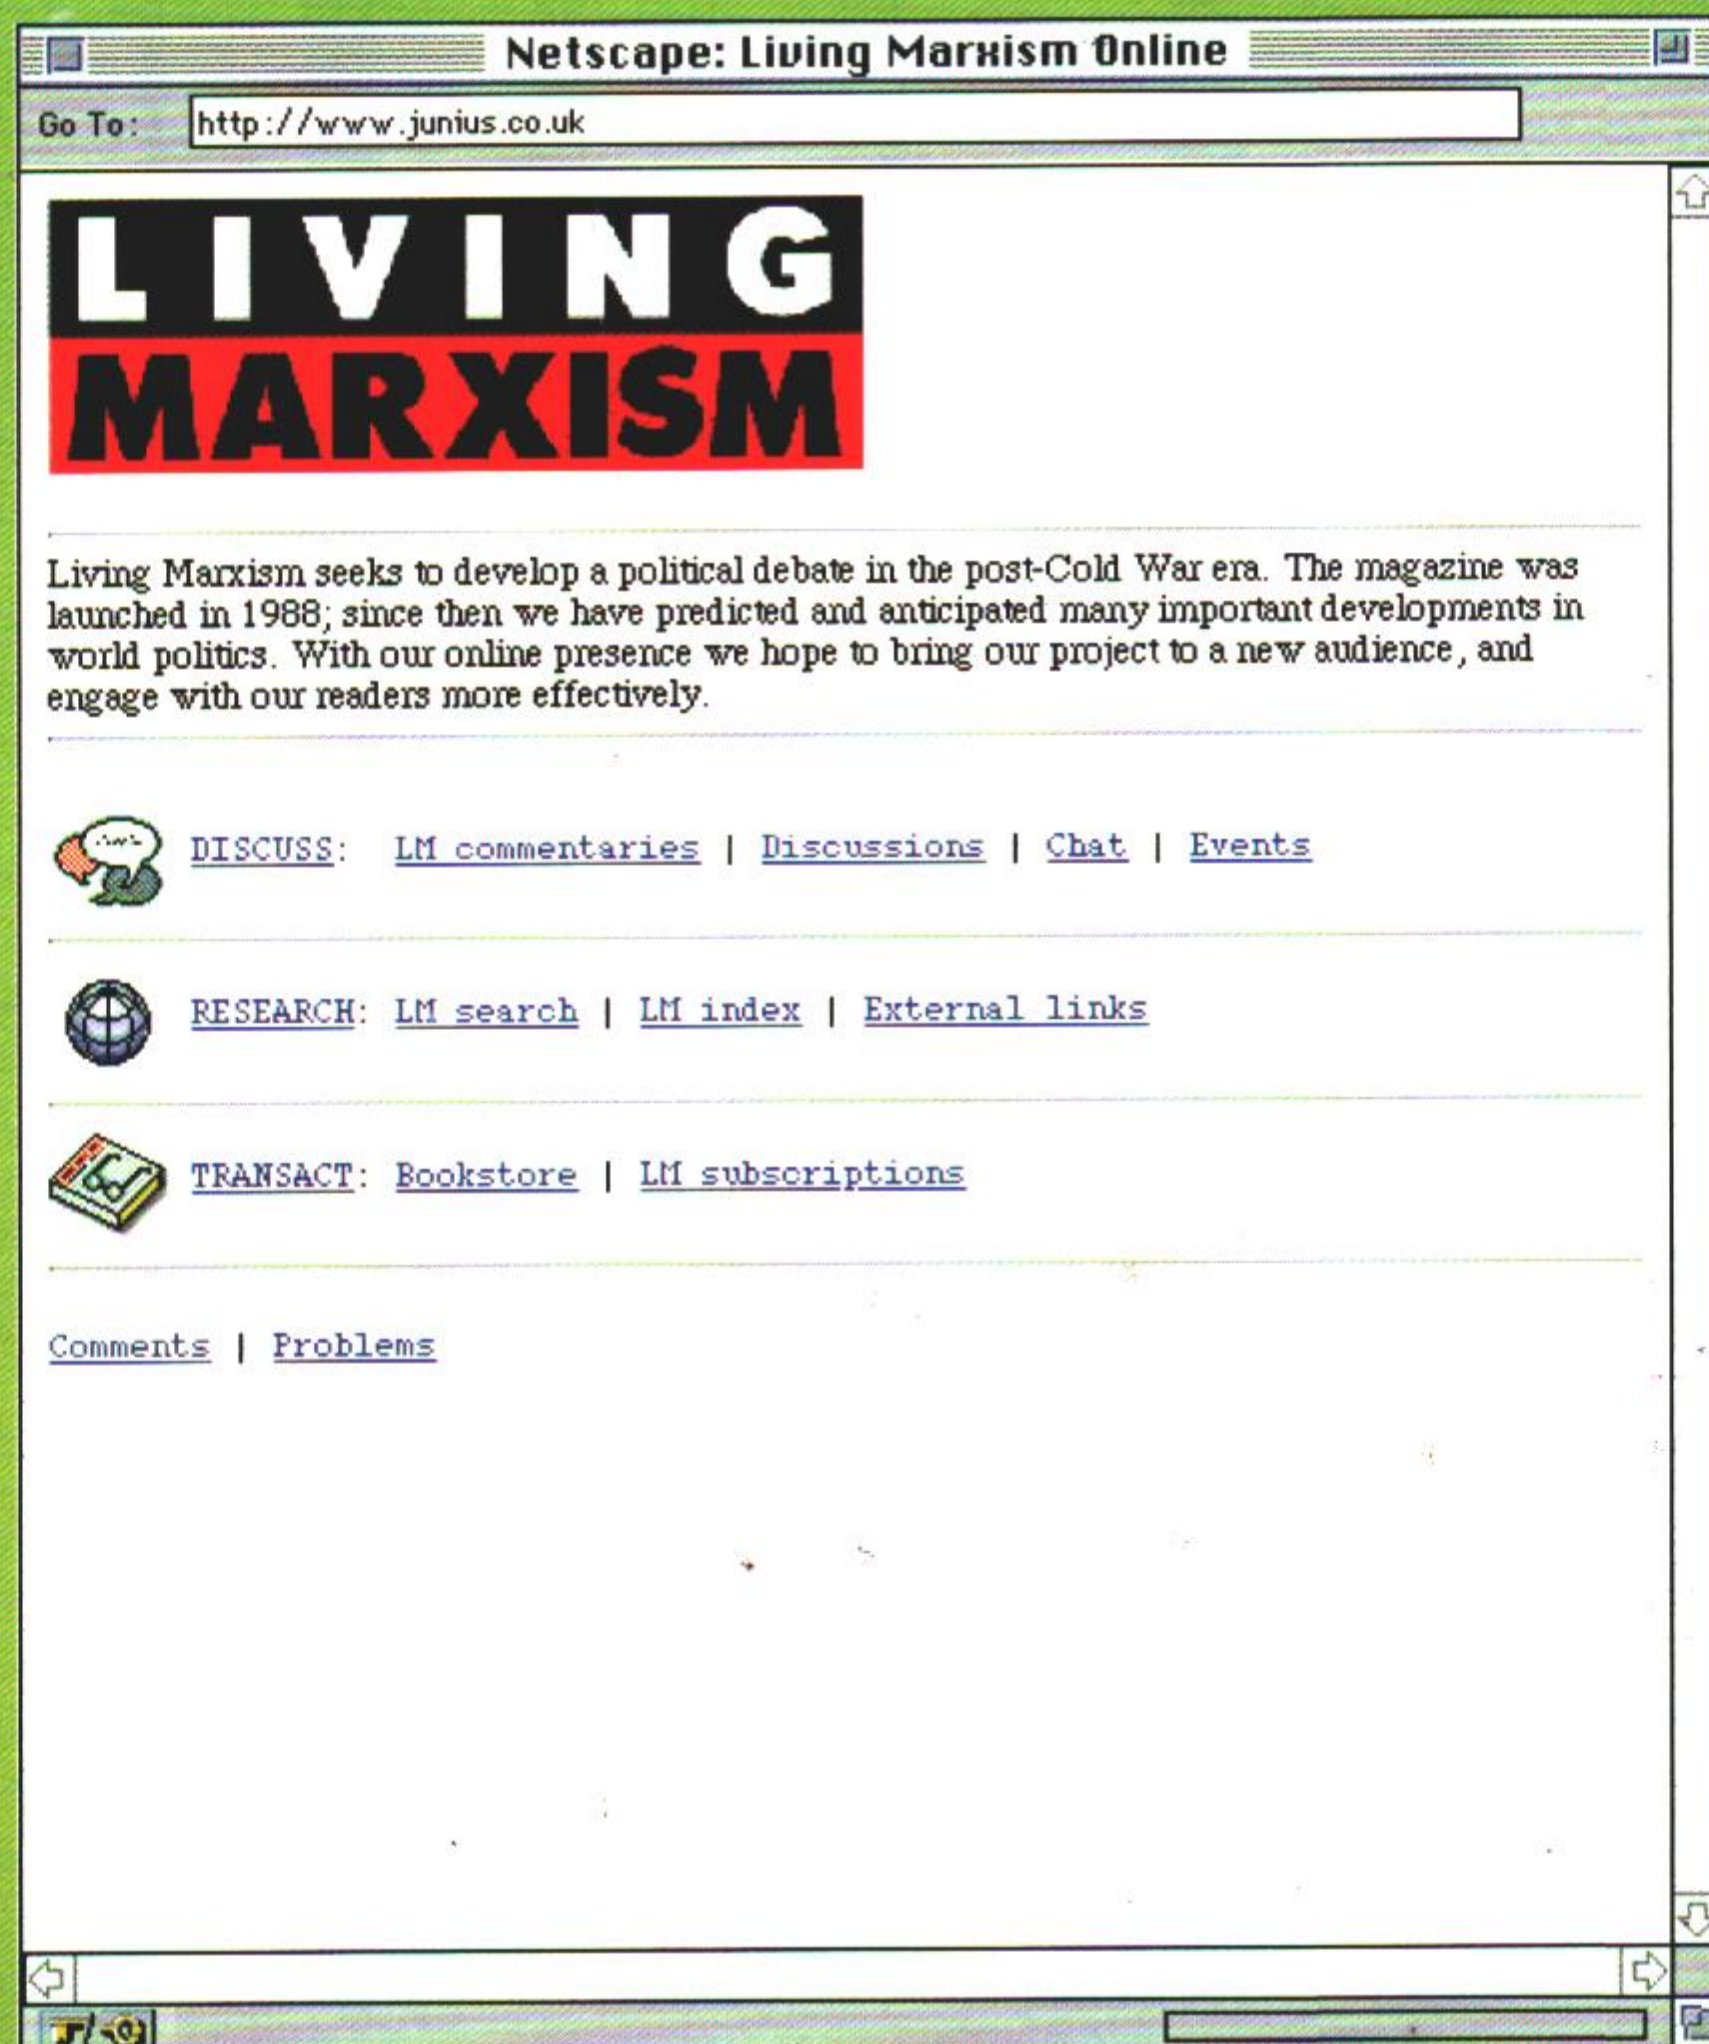 Netscape: Living Marxism Online
Go To: http://www.junius.co.uk
LIVING
MARXISM
Living Marxism seeks to develop a political debate in the post-Cold War era. The magazine was
launched in 1988; since then we have predicted and anticipated many important developments in
world politics. With our online presence we hope to bring our project to a new audience, and
engage with our readers more effectively.
DISCUSS: LM commentaries | Discussions | Chat | Events
RESEARCH: LM search | LM index | External links
TRANSACT: Bookstore | LM subscriptions
Comments | Problems